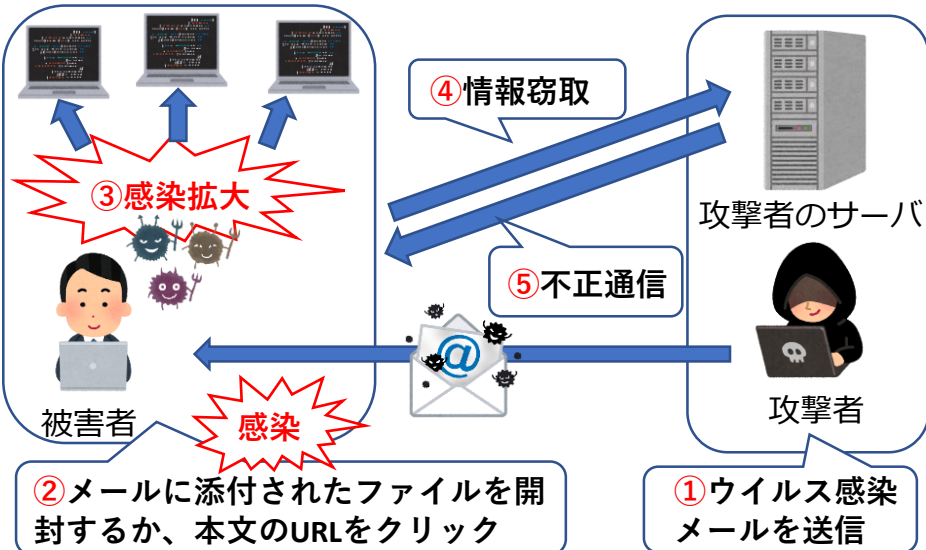 ④情報窃取
③感染拡大
攻撃者のサーバ
⑤不正通信
@
被害者
感染
攻撃者
②メールに添付されたファイルを開
封するか、本文のURLをクリック
①ウイルス感染
メールを送信